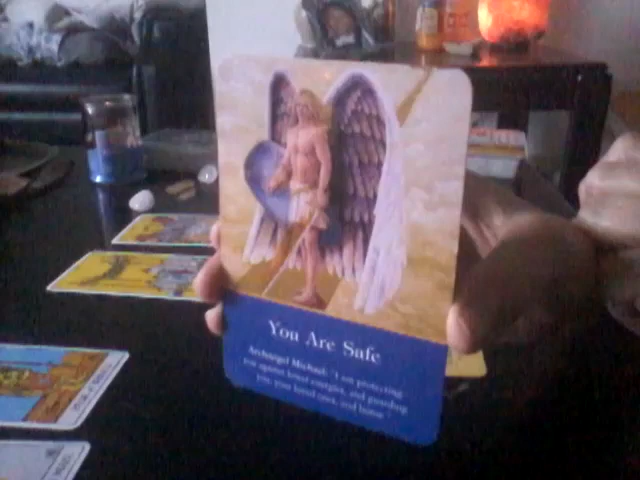 You Are Safe
Archangel Michael: "I am protecting
you against lower energies, and guarding
you, your loved ones, and home."